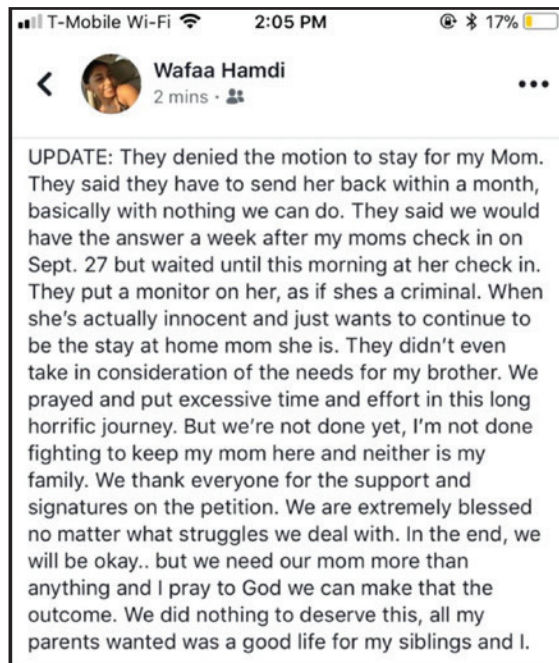 T-Mobile Wi-Fi 2:05 PM 17%
Wafaa Hamdi
2 mins ·
UPDATE: They denied the motion to stay for my Mom.
They said they have to send her back within a month,
basically with nothing we can do. They said we would
have the answer a week after my moms check in on
Sept. 27 but waited until this morning at her check in.
They put a monitor on her, as if shes a criminal. When
she's actually innocent and just wants to continue to
be the stay at home mom she is. They didn't even
take in consideration of the needs for my brother. We
prayed and put excessive time and effort in this long
horrific journey. But we're not done yet, I'm not done
fighting to keep my mom here and neither is my
family. We thank everyone for the support and
signatures on the petition. We are extremely blessed
no matter what struggles we deal with. In the end, we
will be okay.. but we need our mom more than
anything and I pray to God we can make that the
outcome. We did nothing to deserve this, all my
parents wanted was a good life for my siblings and I.